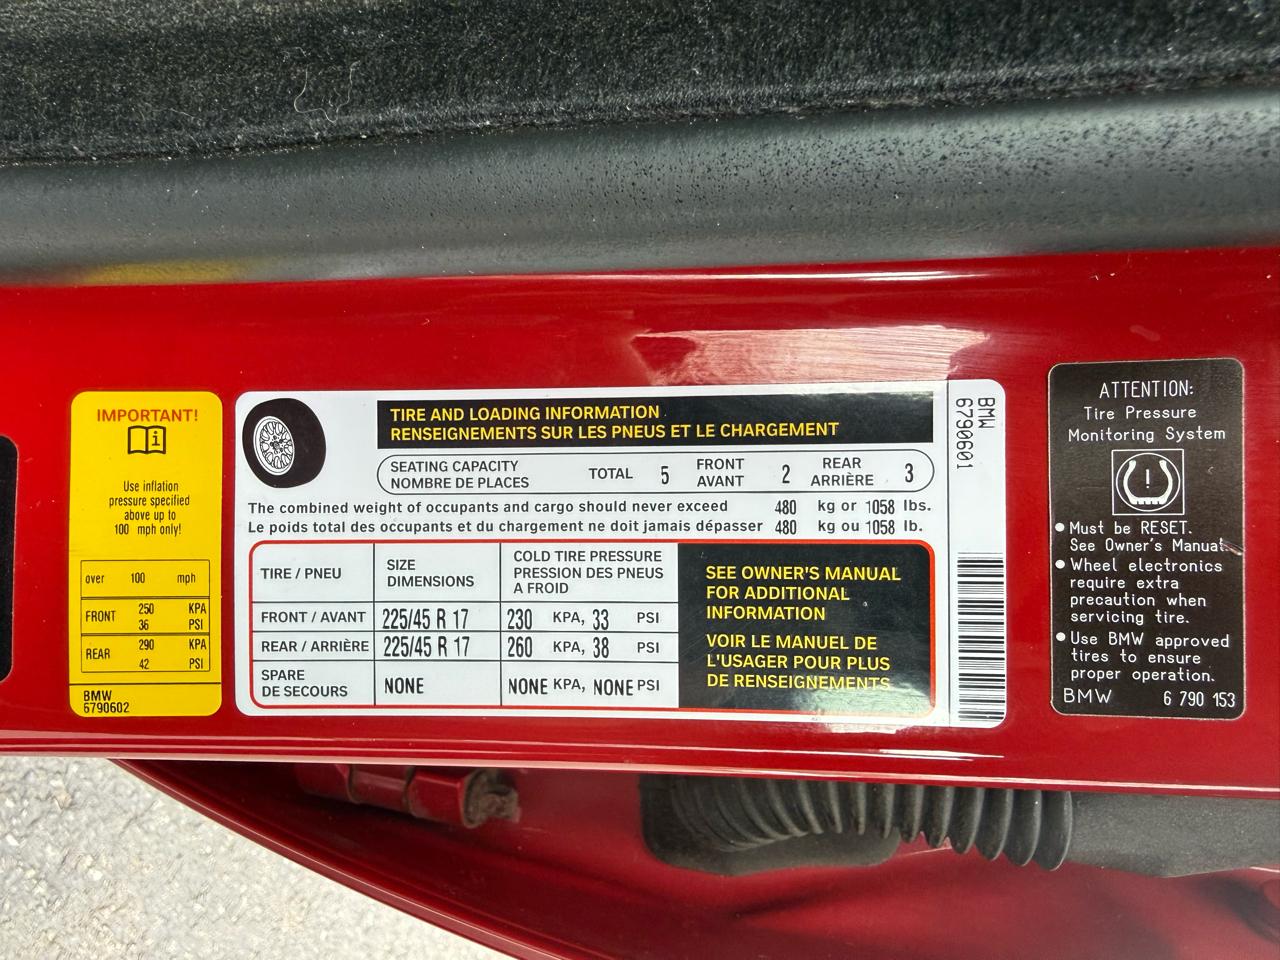 IMPORTANT!
Use inflation
pressure specified
above up to
100 mph only!
over 100 mph
FRONT 250 KPA
36 PSI
REAR 290 KPA
42 PSI
BMW
6790602
TIRE AND LOADING INFORMATION
RENSEIGNEMENTS SUR LES PNEUS ET LE CHARGEMENT
SEATING CAPACITY
NOMBRE DE PLACES
TOTAL 5
FRONT
AVANT
2
REAR
ARRIÈRE
3
The combined weight of occupants and cargo should never exceed 480 kg or 1058 lbs.
Le poids total des occupants et du chargement ne doit jamais dépasser 480 kg ou 1058 lb.
TIRE / PNEU
SIZE
DIMENSIONS
COLD TIRE PRESSURE
PRESSION DES PNEUS
A FROID
FRONT / AVANT 225/45 R 17 230 KPA, 33 PSI
REAR / ARRIÈRE 225/45 R 17 260 KPA, 38 PSI
SPARE
DE SECOURS
NONE NONE KPA, NONE PSI
SEE OWNER'S MANUAL
FOR ADDITIONAL
INFORMATION
VOIR LE MANUEL DE
L'USAGER POUR PLUS
DE RENSEIGNEMENTS
BMW
6790601
ATTENTION:
Tire Pressure
Monitoring System
● Must be RESET.
See Owner's Manual.
● Wheel electronics
require extra
precaution when
servicing tire.
● Use BMW approved
tires to ensure
proper operation.
BMW 6 790 153